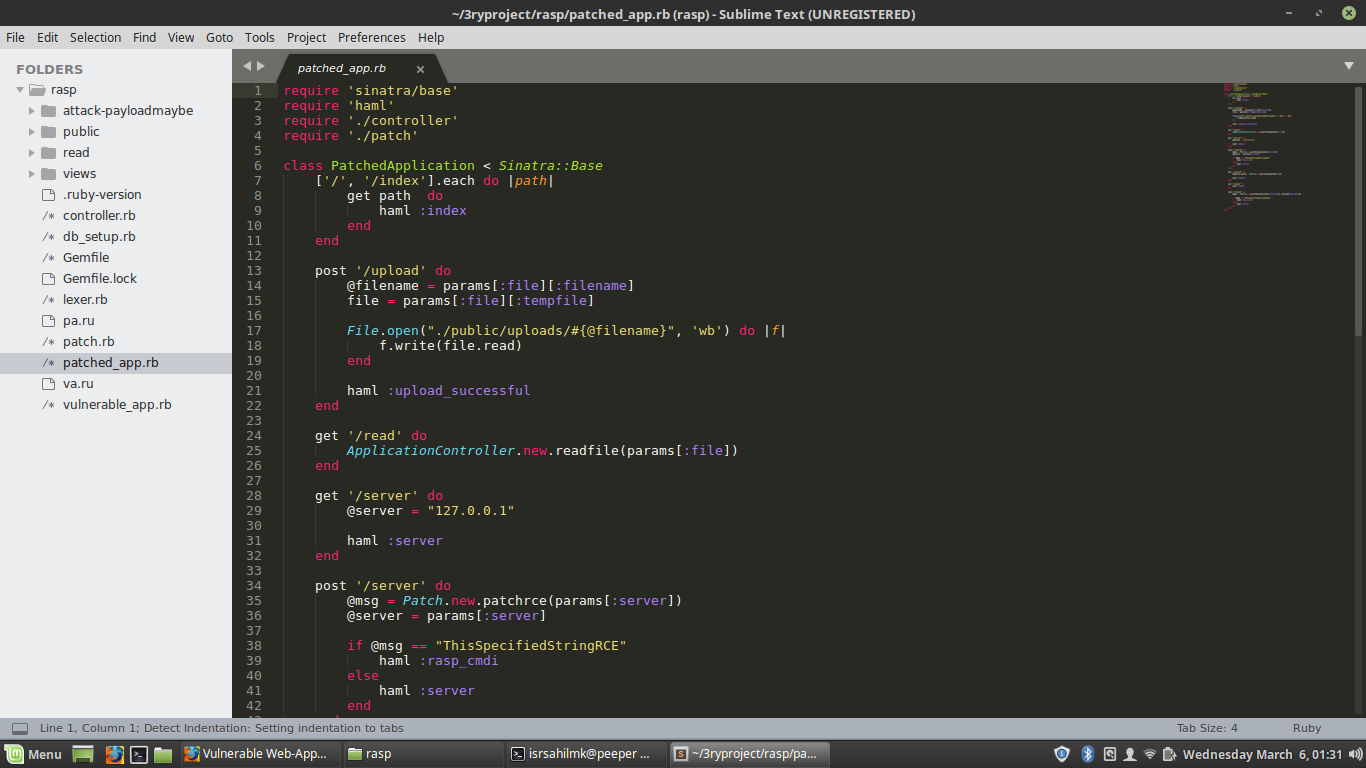 ~/3ryproject/rasp/patched_app.rb (rasp) - Sublime Text (UNREGISTERED)
File Edit Selection Find View Goto Tools Project Preferences Help
FOLDERS
rasp
attack-payloadmaybe
public
read
views
.ruby-version
/* controller.rb
/* db_setup.rb
/* Gemfile
Gemfile.lock
/* lexer.rb
pa.ru
/* patch.rb
/* patched_app.rb
va.ru
/* vulnerable_app.rb
patched_app.rb ×
1 require 'sinatra/base'
2 require 'haml'
3 require './controller'
4 require './patch'
5
6 class PatchedApplication < Sinatra::Base
7     ['/', '/index'].each do |path|
8         get path  do
9             haml :index
10         end
11     end
12
13     post '/upload' do
14         @filename = params[:file][:filename]
15         file = params[:file][:tempfile]
16
17         File.open("./public/uploads/#{@filename}", 'wb') do |f|
18             f.write(file.read)
19         end
20
21         haml :upload_successful
22     end
23
24     get '/read' do
25         ApplicationController.new.readfile(params[:file])
26     end
27
28     get '/server' do
29         @server = "127.0.0.1"
30
31         haml :server
32     end
33
34     post '/server' do
35         @msg = Patch.new.patchrce(params[:server])
36         @server = params[:server]
37
38         if @msg == "ThisSpecifiedStringRCE"
39             haml :rasp_cmdi
40         else
41             haml :server
42         end
Line 1, Column 1; Detect Indentation: Setting indentation to tabs
Tab Size: 4
Ruby
Menu
Vulnerable Web-App...
rasp
isrsahilmk@peeper ...
~/3ryproject/rasp/pa...
Wednesday March 6, 01:31